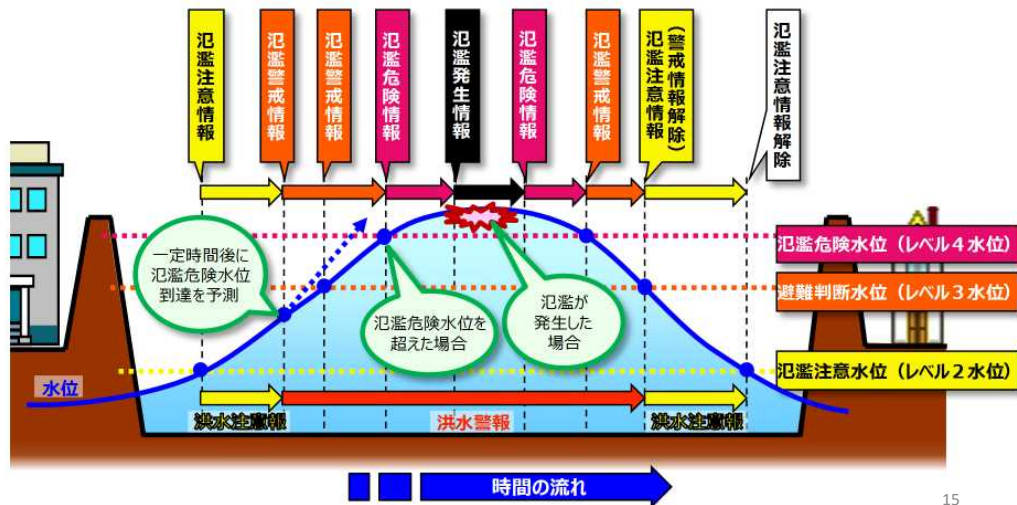 氾濫注意情報
氾濫警戒情報
氾濫警戒情報
氾濫危険情報
氾濫発生情報
氾濫危険情報
氾濫警戒情報
(警戒情報解除)
氾濫注意情報
氾濫注意情報解除
一定時間後に
氾濫危険水位
到達を予測
氾濫危険水位を
超えた場合
氾濫が
発生した
場合
氾濫危険水位(レベル4水位)
避難判断水位(レベル3水位)
氾濫注意水位(レベル2水位)
水位
洪水注意報
洪水警報
洪水注意報
時間の流れ
15